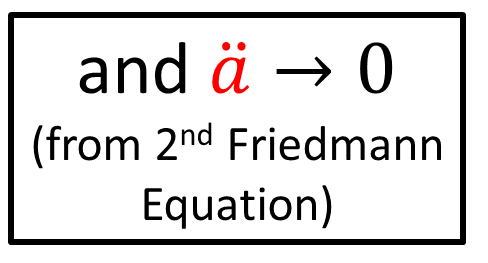 and ä → 0
(from 2nd Friedmann
Equation)